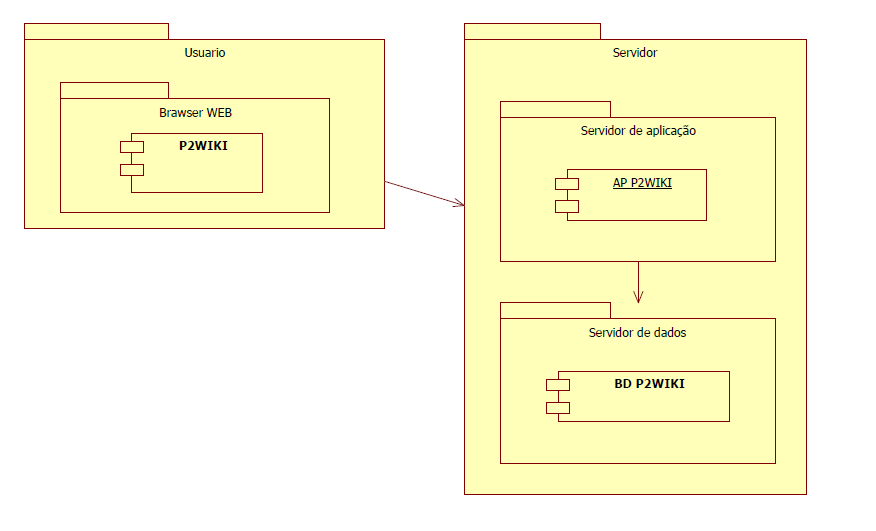 Usuario
Brawser WEB
P2WIKI
Servidor
Servidor de aplicação
AP P2WIKI
Servidor de dados
BD P2WIKI